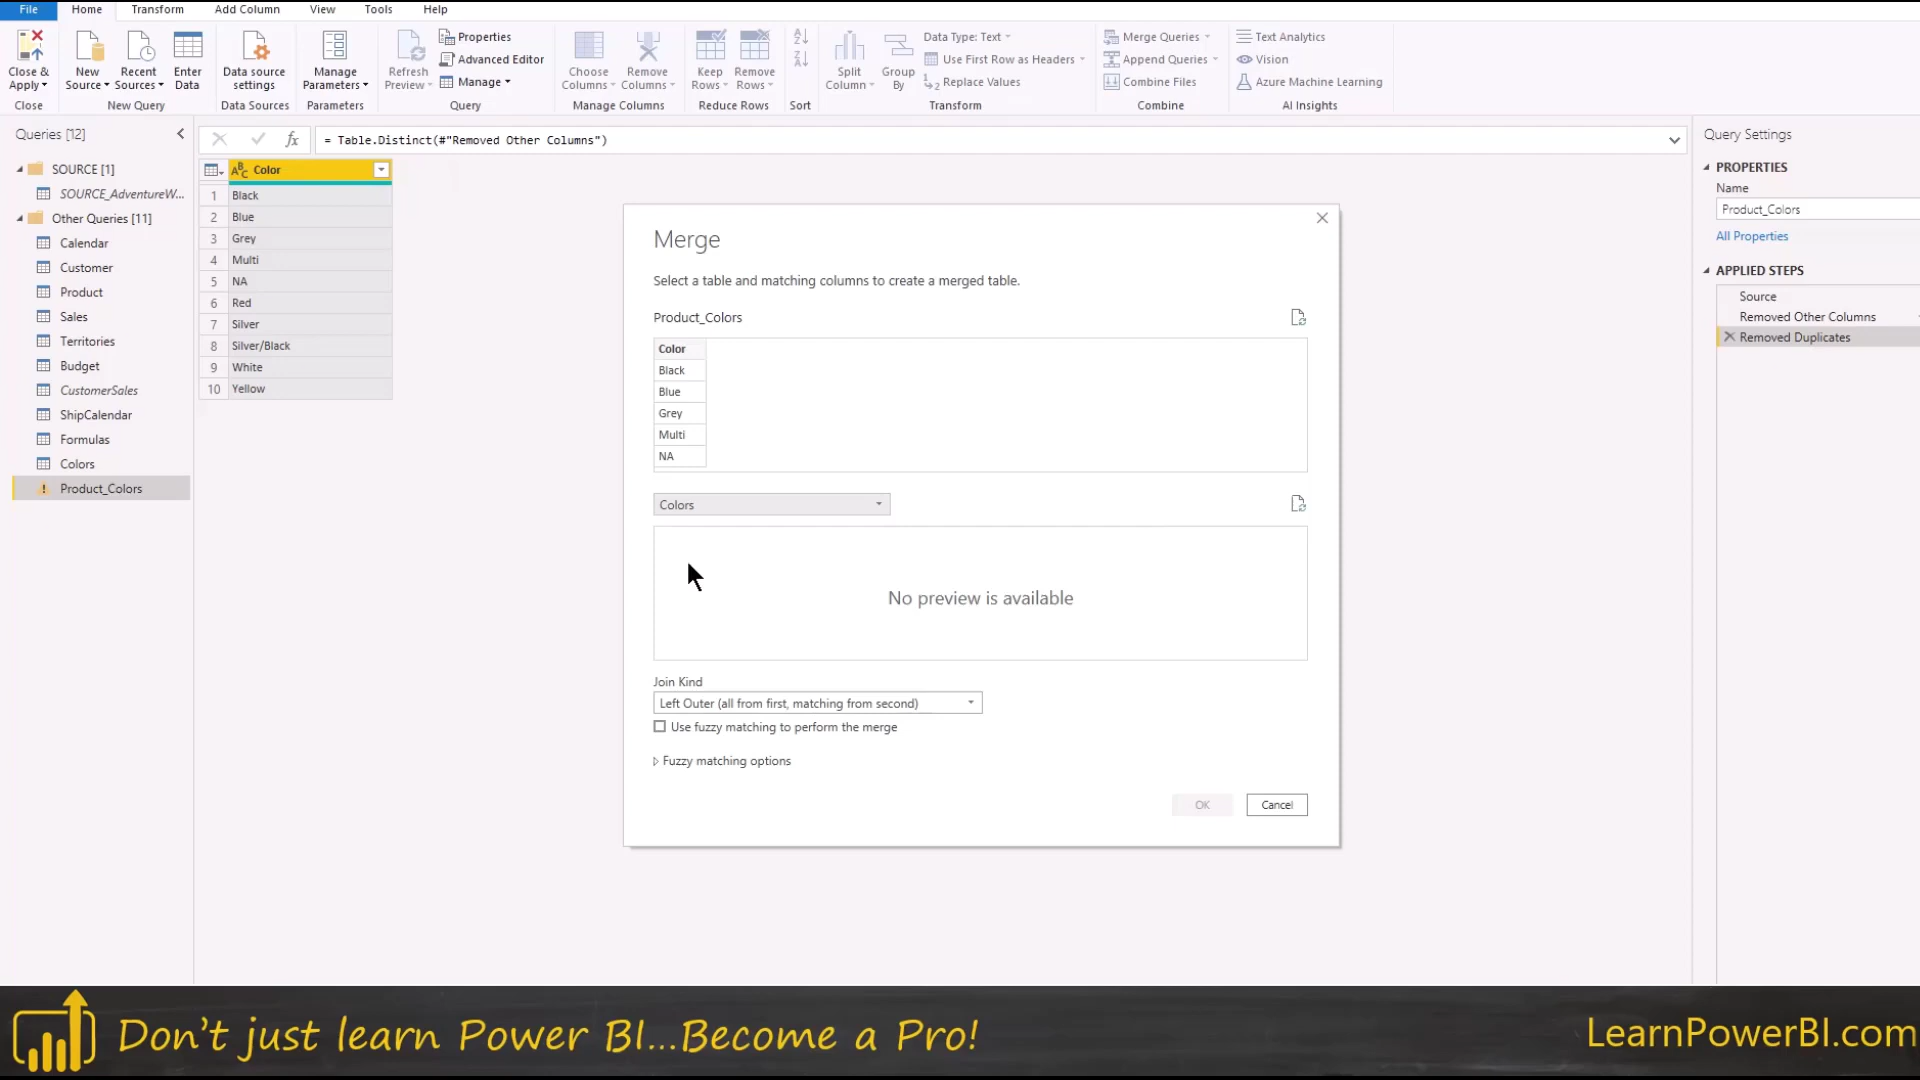 File Home Transform Add Column View Tools Help
Close & Apply New Source Recent Sources Enter Data Data source settings Manage Parameters Refresh Preview Properties Advanced Editor Manage Choose Columns Remove Columns Keep Rows Remove Rows Split Column Group By Data Type: Text Use First Row as Headers Replace Values Merge Queries Append Queries Combine Files Text Analytics Vision Azure Machine Learning
Close New Query Data Sources Parameters Query Manage Columns Reduce Rows Sort Transform Combine AI Insights
Queries [12]
SOURCE [1]
SOURCE_AdventureW...
Other Queries [11]
Calendar
Customer
Product
Sales
Territories
Budget
CustomerSales
ShipCalendar
Formulas
Colors
Product_Colors
fx = Table.Distinct(#"Removed Other Columns")
ABC Color
1 Black
2 Blue
3 Grey
4 Multi
5 NA
6 Red
7 Silver
8 Silver/Black
9 White
10 Yellow
Merge
Select a table and matching columns to create a merged table.
Product_Colors
Color
Black
Blue
Grey
Multi
NA
Colors
No preview is available
Join Kind
Left Outer (all from first, matching from second)
Use fuzzy matching to perform the merge
Fuzzy matching options
OK Cancel
Query Settings
PROPERTIES
Name
Product_Colors
All Properties
APPLIED STEPS
Source
Removed Other Columns
Removed Duplicates
Don't just learn Power BI...Become a Pro!
LearnPowerBI.com